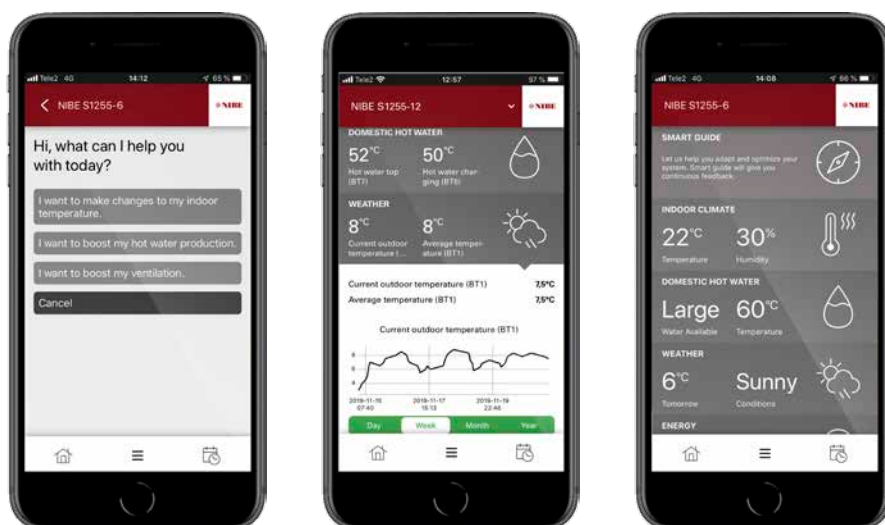 Tele2 4G 14:12 65 %
NIBE S1255-6
NIBE
Hi, what can I help you
with today?
I want to make changes to my indoor
temperature.
I want to boost my hot water production.
I want to boost my ventilation.
Cancel
Tele2 12:57 97 %
NIBE S1255-12
NIBE
DOMESTIC HOT WATER
52°C 50°C
Hot water top Hot water char-
(BT7) ging (BT6)
WEATHER
8°C 8°C
Current outdoor Average temper-
temperature (... ature (BT1)
Current outdoor temperature (BT1) 7,5°C
Average temperature (BT1) 7,5°C
Current outdoor temperature (BT1)
8
6
4
2019-11-15 2019-11-17 2019-11-19
07:40 15:13 22:46
Day Week Month Year
Tele2 4G 14:08 66 %
NIBE S1255-6
NIBE
SMART GUIDE
Let us help you adapt and optimize your
system. Smart guide will give you
continuous feedback.
INDOOR CLIMATE
22°C 30%
Temperature Humidity
DOMESTIC HOT WATER
Large 60°C
Water Available Temperature
WEATHER
6°C Sunny
Tomorrow Conditions
ENERGY